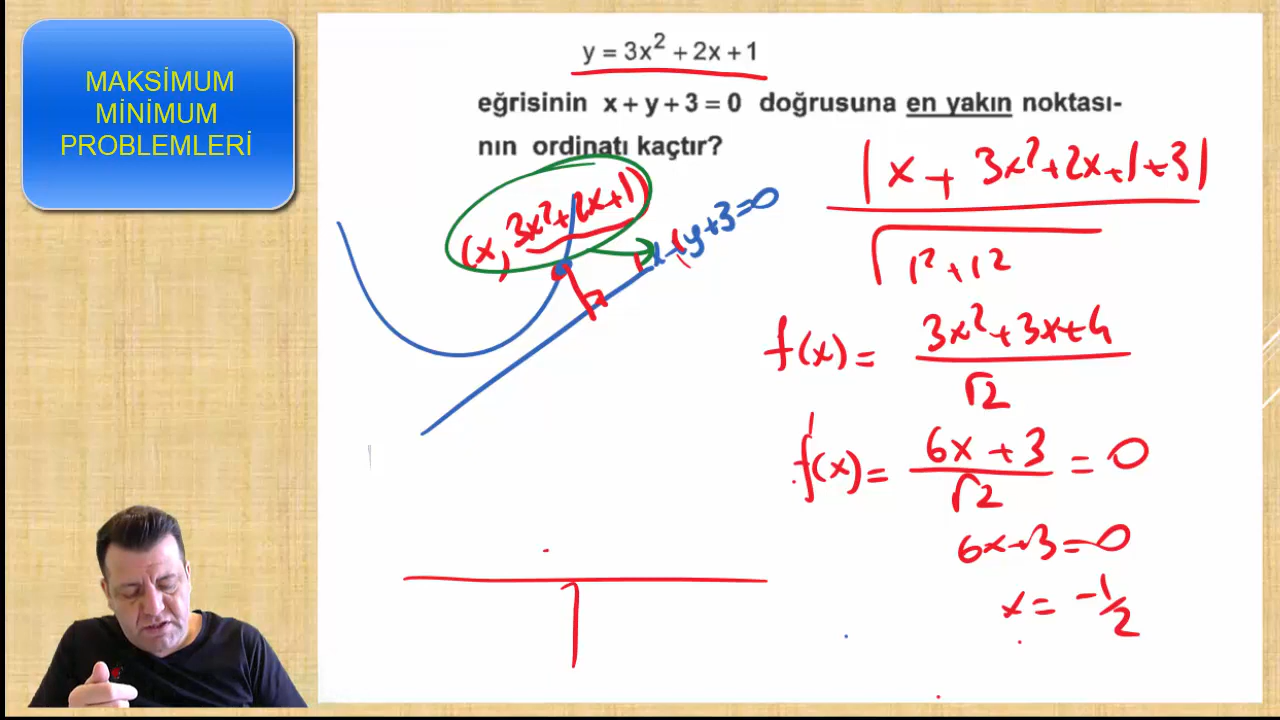 MAKSİMUM
MİNİMUM
PROBLEMLERİ
y = 3x² + 2x + 1
eğrisinin x + y + 3 = 0 doğrusuna en yakın noktası-
nın ordinatı kaçtır?
(x, 3x²+2x+1)
x+y+3=0
|x + 3x²+2x+1+3|
√1²+1²
f(x) = 3x²+3x+4
√2
f'(x) = 6x+3 = 0
√2
6x+3=0
x = -1/2